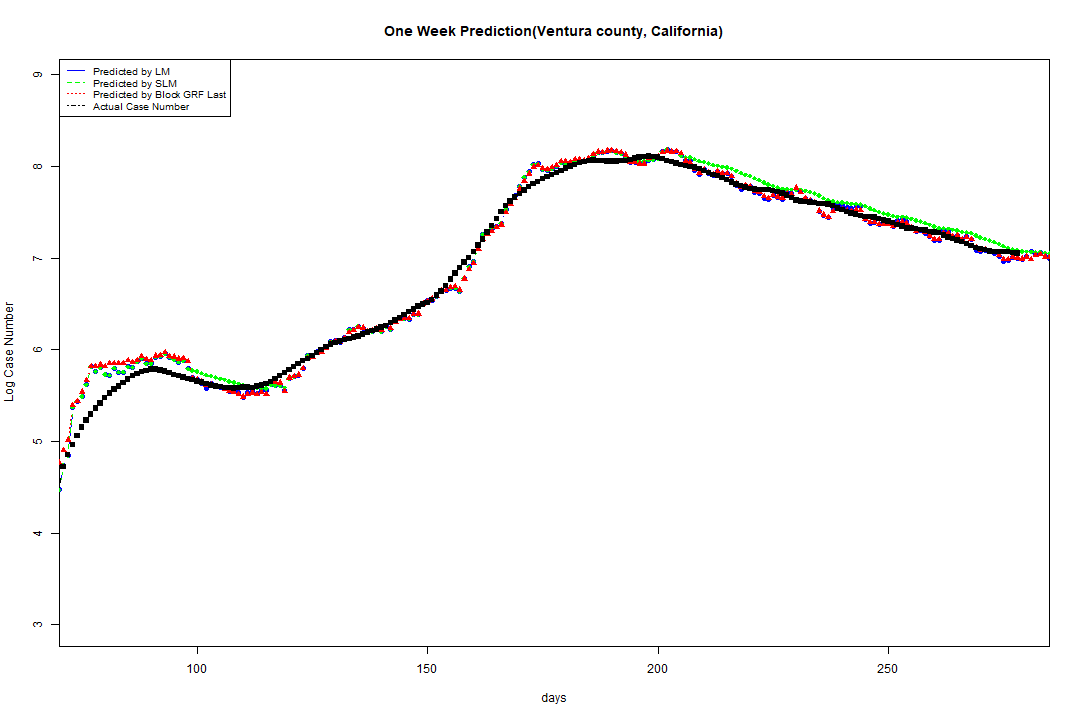 One Week Prediction(Ventura county, California)
Predicted by LM
Predicted by SLM
Predicted by Block GRF Last
Actual Case Number
9
8
7
6
5
4
3
Log Case Number
100 150 200 250
days